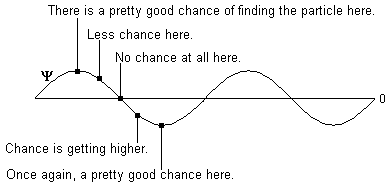 There is a pretty good chance of finding the particle here.
Less chance here.
No chance at all here.
Ψ
0
Chance is getting higher.
Once again, a pretty good chance here.